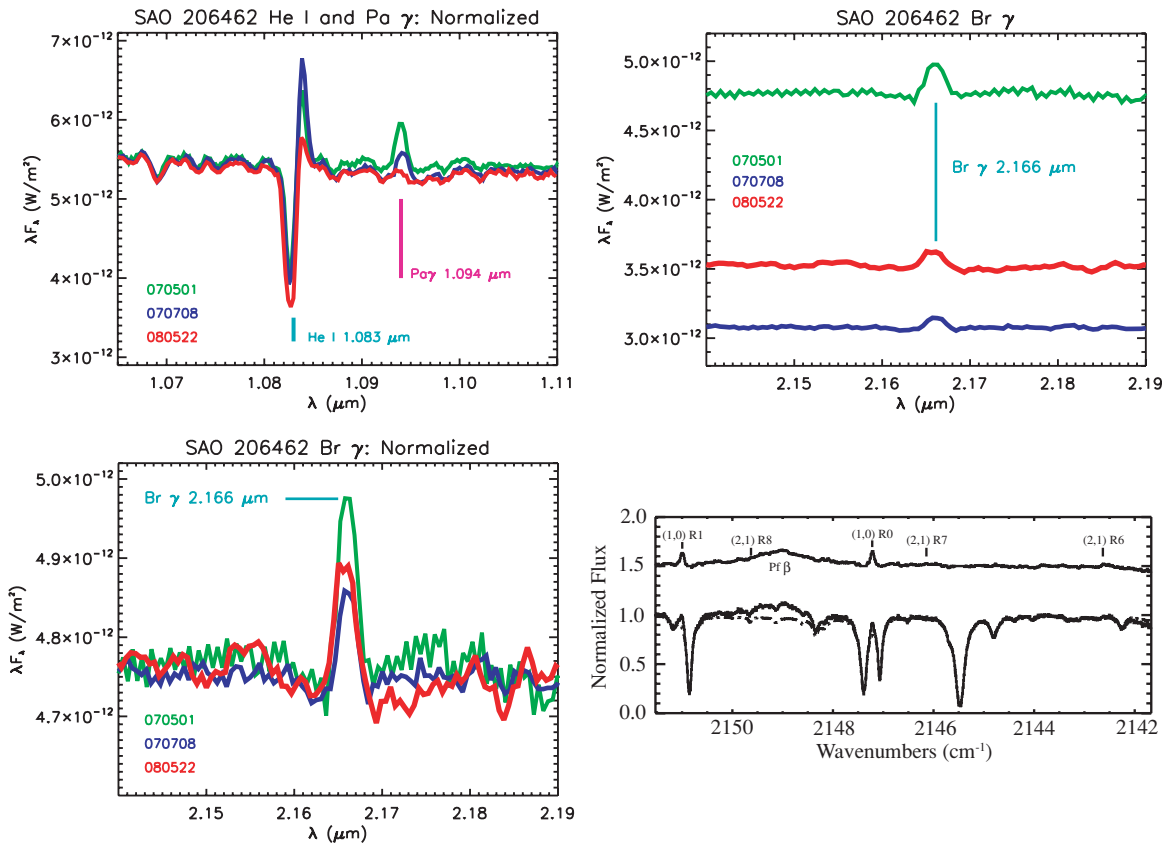 SAO 206462 He I and Pa γ: Normalized
7×10⁻¹²
6×10⁻¹²
5×10⁻¹²
4×10⁻¹²
3×10⁻¹²
λFλ (W/m²)
070501
070708
080522
Paγ 1.094 μm
He I 1.083 μm
1.07 1.08 1.09 1.10 1.11
λ (μm)
SAO 206462 Br γ
5.0×10⁻¹²
4.5×10⁻¹²
4.0×10⁻¹²
3.5×10⁻¹²
3.0×10⁻¹²
λFλ (W/m²)
070501
070708
080522
Br γ 2.166 μm
2.15 2.16 2.17 2.18 2.19
λ (μm)
SAO 206462 Br γ: Normalized
5.0×10⁻¹²
4.9×10⁻¹²
4.8×10⁻¹²
4.7×10⁻¹²
λFλ (W/m²)
Br γ 2.166 μm
070501
070708
080522
2.15 2.16 2.17 2.18 2.19
λ (μm)
2.0
1.5
1.0
0.5
0.0
Normalized Flux
(1,0) R1
(2,1) R8
(1,0) R0
(2,1) R7
(2,1) R6
Pf β
2150 2148 2146 2144 2142
Wavenumbers (cm⁻¹)